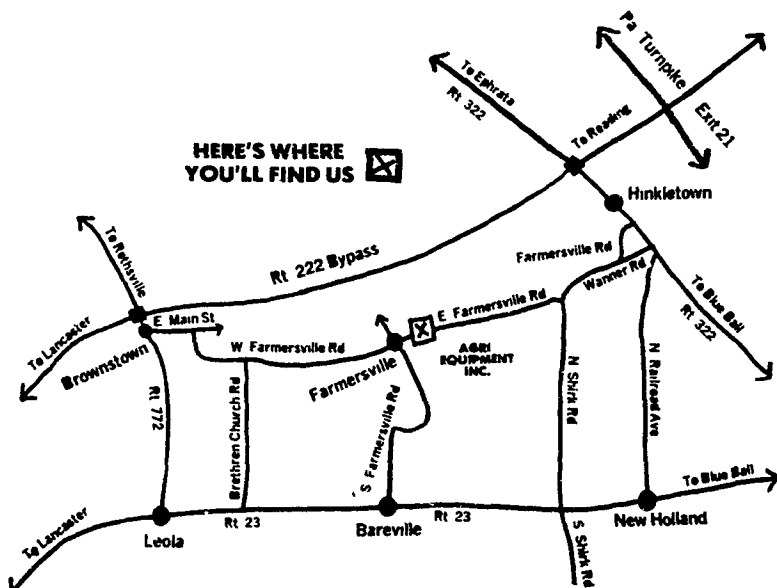 Pa Turnpike
Exit 21
To Ephrata
Rt 322
To Reading
HERE'S WHERE
YOU'LL FIND US
Hinkletown
To Rothsville
Rt 222 Bypass
Farmersville Rd
Wanner Rd
To Blue Ball
Rt 322
E Main St
E Farmersville Rd
To Lancaster
Brownstown
W Farmersville Rd
Farmersville
AGRI
EQUIPMENT
INC.
N Shirk Rd
N Railroad Ave
Rt 772
Brethren Church Rd
S Farmersville Rd
To Blue Ball
To Lancaster
Leola
Rt 23
Bareville
Rt 23
New Holland
S Shirk Rd